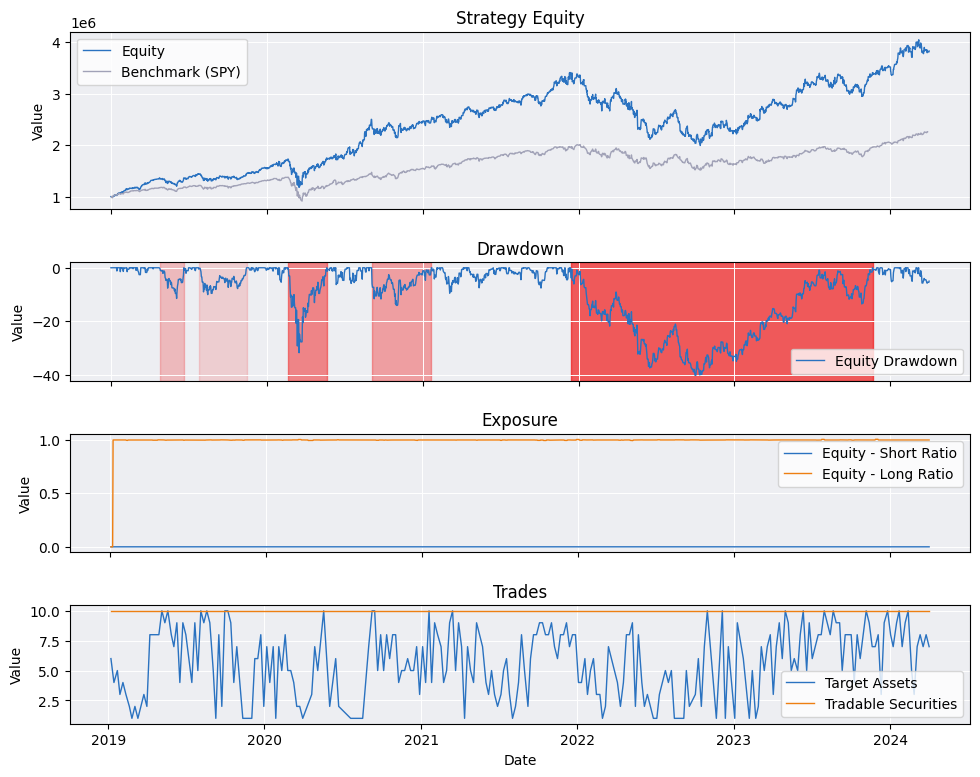 Strategy Equity
1e6
4
3
2
1
Value
Equity
Benchmark (SPY)
Drawdown
0
−20
−40
Value
Equity Drawdown
Exposure
1.0
0.5
0.0
Value
Equity - Short Ratio
Equity - Long Ratio
Trades
10.0
7.5
5.0
2.5
Value
Target Assets
Tradable Securities
2019 2020 2021 2022 2023 2024
Date